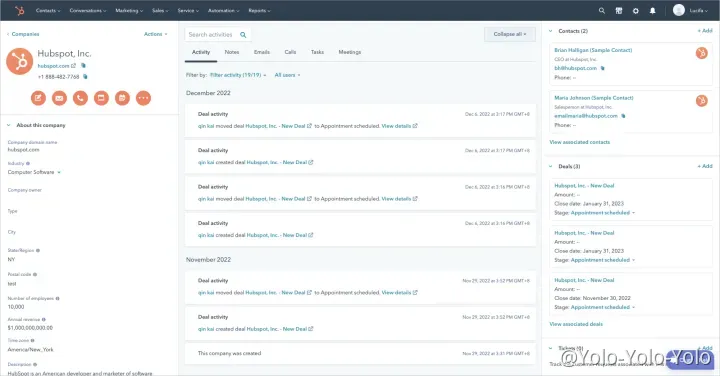 Contacts Conversations Marketing Sales Service Automation Reports Lucifa
Companies
Actions
Hubspot, Inc.
hubspot.com
+1 888-482-7768
About this company
Company domain name
hubspot.com
Industry
Computer Software
Company owner
Type
City
State/Region
NY
Postal code
test
Number of employees
10,000
Annual revenue
$1,000,000,000.00
Time zone
America/New_York
Description
HubSpot is an American developer and marketer of software
Search activities
Collapse all
Activity Notes Emails Calls Tasks Meetings
Filter by: Filter activity (19/19) All users
December 2022
Deal activity Dec 6, 2022 at 3:17 PM GMT+8
qin kai moved deal Hubspot, Inc. - New Deal to Appointment scheduled. View details
Deal activity Dec 6, 2022 at 3:17 PM GMT+8
qin kai created deal Hubspot, Inc. - New Deal
Deal activity Dec 6, 2022 at 3:16 PM GMT+8
qin kai moved deal Hubspot, Inc. - New Deal to Appointment scheduled. View details
Deal activity Dec 6, 2022 at 3:16 PM GMT+8
qin kai created deal Hubspot, Inc. - New Deal
November 2022
Deal activity Nov 29, 2022 at 3:52 PM GMT+8
qin kai moved deal Hubspot, Inc. - New Deal to Appointment scheduled. View details
Deal activity Nov 29, 2022 at 3:52 PM GMT+8
qin kai created deal Hubspot, Inc. - New Deal
This company was created Nov 29, 2022 at 3:31 PM GMT+8
Contacts (2) + Add
Brian Halligan (Sample Contact)
CEO at Hubspot, Inc.
bh@hubspot.com
Phone: --
Maria Johnson (Sample Contact)
Salesperson at Hubspot, Inc.
emailmaria@hubspot.com
Phone: --
View associated contacts
Deals (3) + Add
Hubspot, Inc. - New Deal
Amount: --
Close date: January 31, 2023
Stage: Appointment scheduled
Hubspot, Inc. - New Deal
Amount: --
Close date: January 31, 2023
Stage: Appointment scheduled
Hubspot, Inc. - New Deal
Amount: --
Close date: November 30, 2022
Stage: Appointment scheduled
View associated deals
Tickets (0) + Add
Track the customer requests associated with
@Yolo-Yolo-Yolo